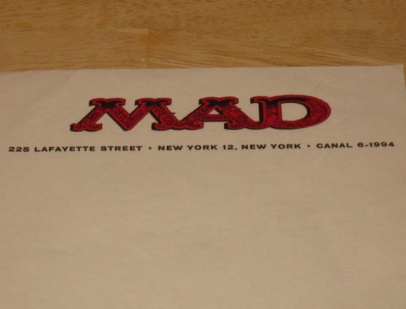 MAD
225 LAFAYETTE STREET • NEW YORK 12, NEW YORK • CANAL 6-1994